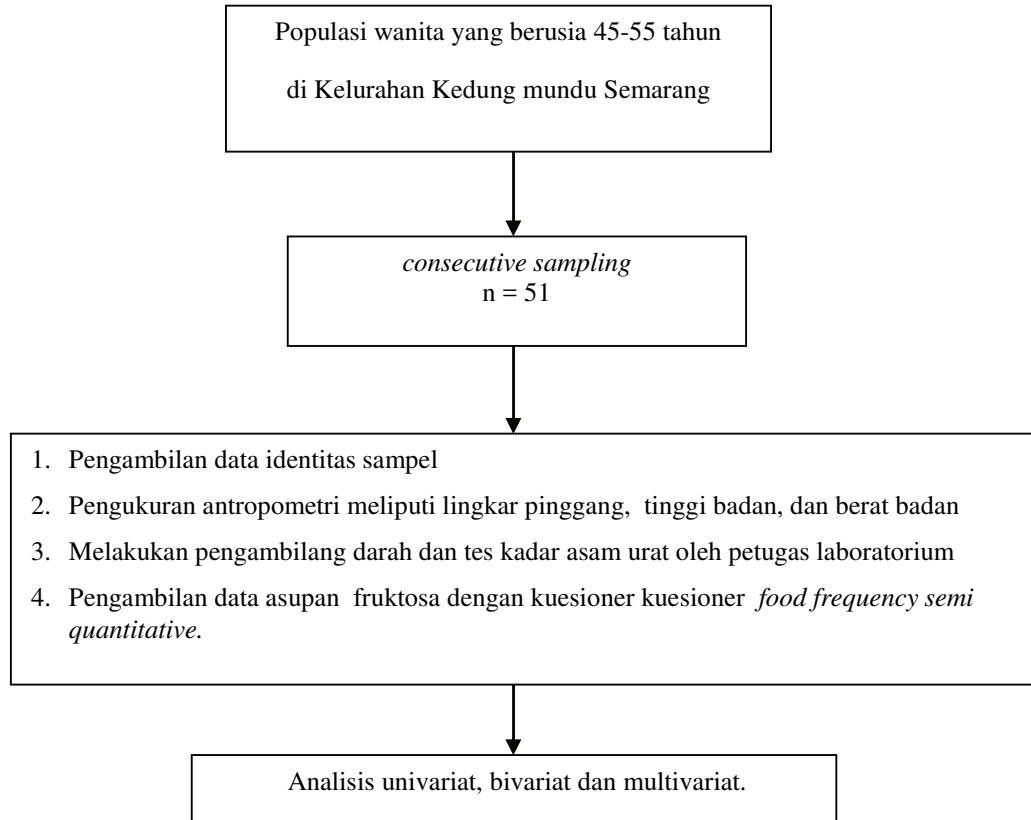 Populasi wanita yang berusia 45-55 tahun
di Kelurahan Kedung mundu Semarang
consecutive sampling
n = 51
1. Pengambilan data identitas sampel
2. Pengukuran antropometri meliputi lingkar pinggang, tinggi badan, dan berat badan
3. Melakukan pengambilang darah dan tes kadar asam urat oleh petugas laboratorium
4. Pengambilan data asupan fruktosa dengan kuesioner kuesioner food frequency semi
quantitative.
Analisis univariat, bivariat dan multivariat.